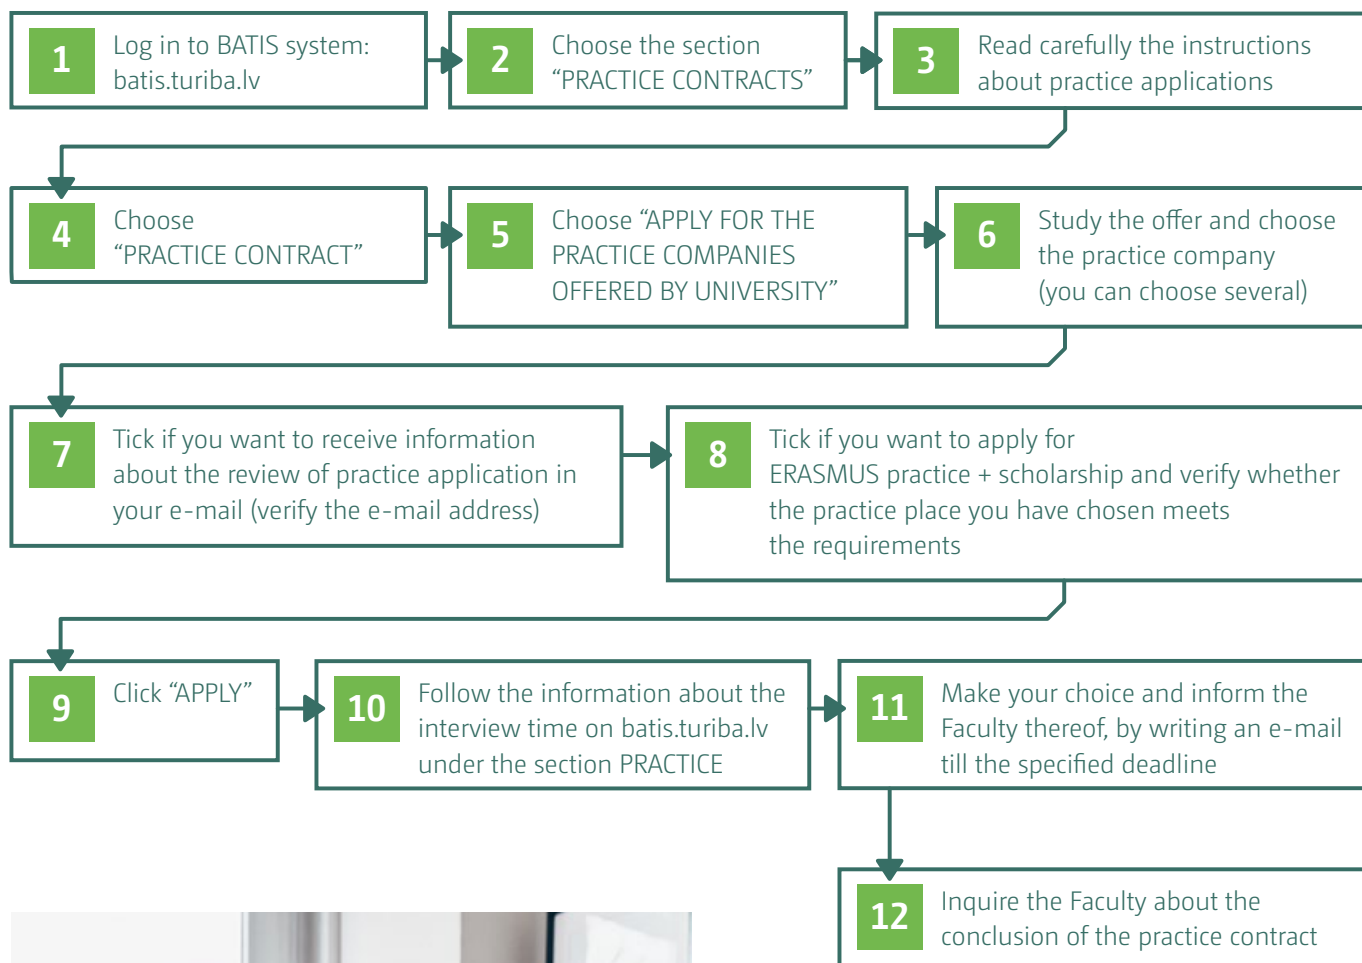 1
Log in to BATIS system:
batis.turiba.lv
2
Choose the section
“PRACTICE CONTRACTS”
3
Read carefully the instructions
about practice applications
4
Choose
“PRACTICE CONTRACT”
5
Choose “APPLY FOR THE
PRACTICE COMPANIES
OFFERED BY UNIVERSITY”
6
Study the offer and choose
the practice company
(you can choose several)
7
Tick if you want to receive information
about the review of practice application in
your e-mail (verify the e-mail address)
8
Tick if you want to apply for
ERASMUS practice + scholarship and verify whether
the practice place you have chosen meets
the requirements
9
Click “APPLY”
10
Follow the information about the
interview time on batis.turiba.lv
under the section PRACTICE
11
Make your choice and inform the
Faculty thereof, by writing an e-mail
till the specified deadline
12
Inquire the Faculty about the
conclusion of the practice contract